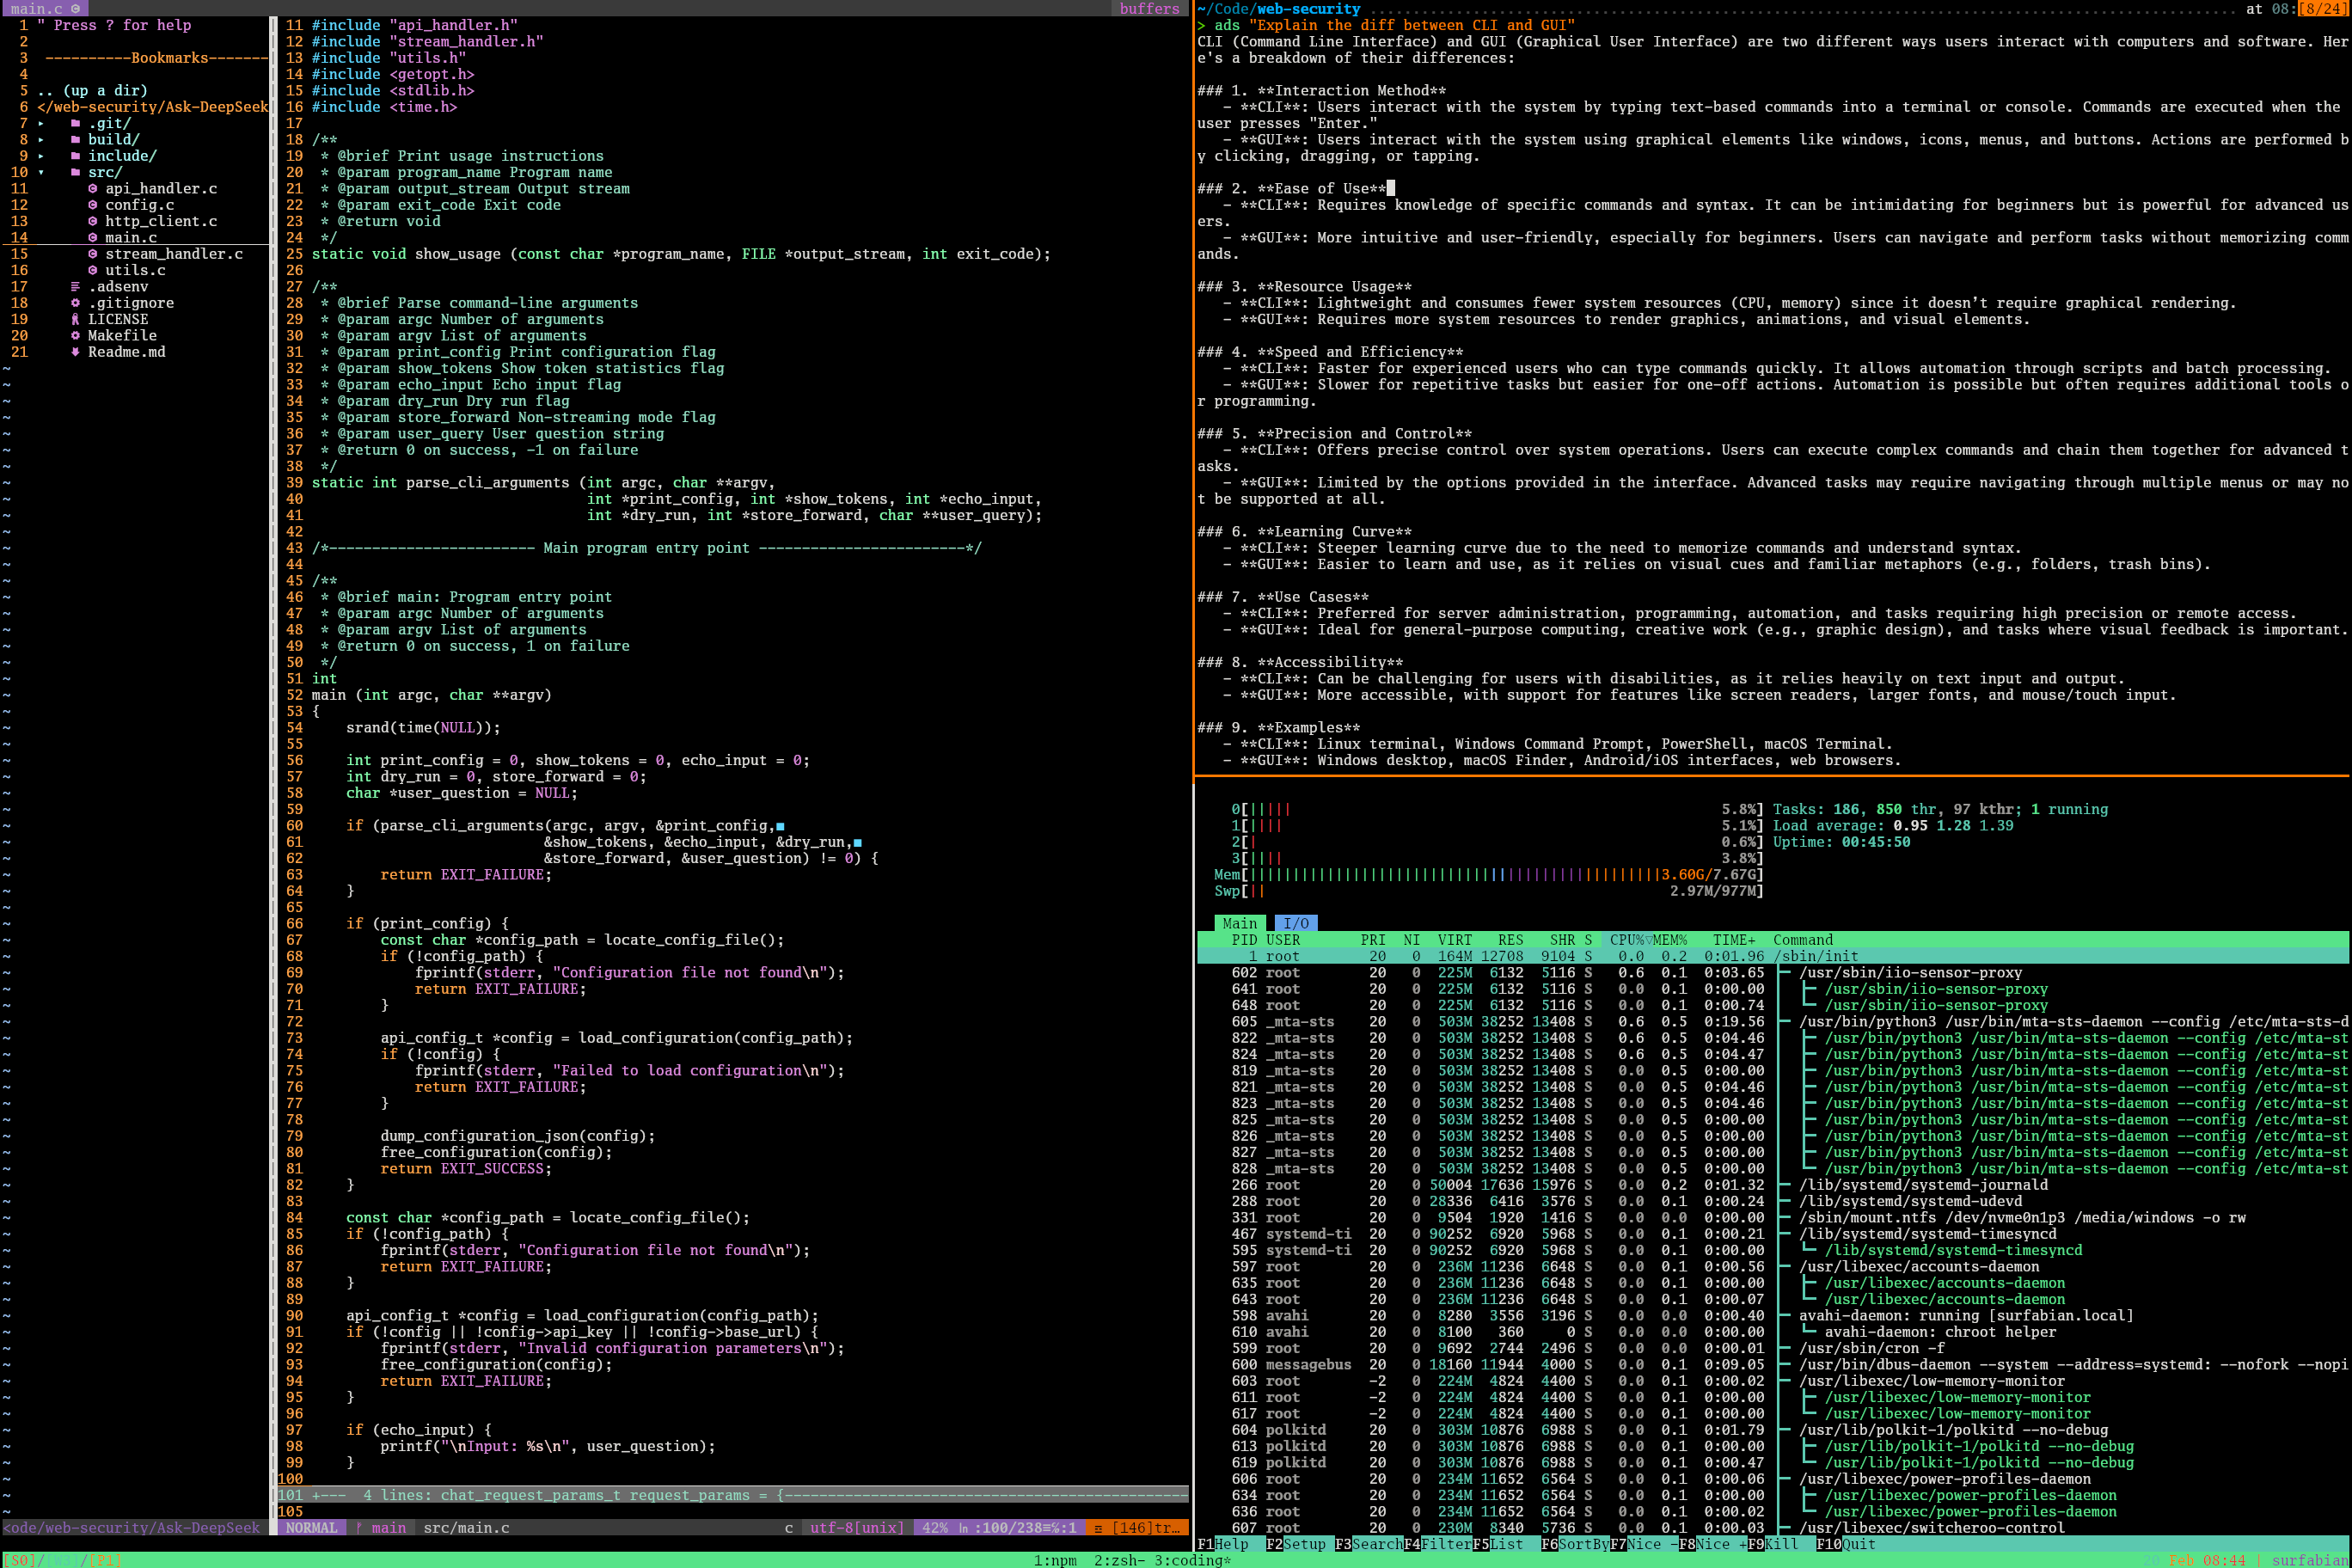 main.c
buffers
1 " Press ? for help
2
3 ----------Bookmarks-------
4
5 .. (up a dir)
6 </web-security/Ask-DeepSeek
7 ▸ .git/
8 ▸ build/
9 ▸ include/
10 ▾ src/
11 api_handler.c
12 config.c
13 http_client.c
14 main.c
15 stream_handler.c
16 utils.c
17 .adsenv
18 .gitignore
19 LICENSE
20 Makefile
21 Readme.md
<ode/web-security/Ask-DeepSeek
11 #include "api_handler.h"
12 #include "stream_handler.h"
13 #include "utils.h"
14 #include <getopt.h>
15 #include <stdlib.h>
16 #include <time.h>
17
18 /**
19 * @brief Print usage instructions
20 * @param program_name Program name
21 * @param output_stream Output stream
22 * @param exit_code Exit code
23 * @return void
24 */
25 static void show_usage (const char *program_name, FILE *output_stream, int exit_code);
26
27 /**
28 * @brief Parse command-line arguments
29 * @param argc Number of arguments
30 * @param argv List of arguments
31 * @param print_config Print configuration flag
32 * @param show_tokens Show token statistics flag
33 * @param echo_input Echo input flag
34 * @param dry_run Dry run flag
35 * @param store_forward Non-streaming mode flag
36 * @param user_query User question string
37 * @return 0 on success, -1 on failure
38 */
39 static int parse_cli_arguments (int argc, char **argv,
40 int *print_config, int *show_tokens, int *echo_input,
41 int *dry_run, int *store_forward, char **user_query);
42
43 /*------------------------ Main program entry point ------------------------*/
44
45 /**
46 * @brief main: Program entry point
47 * @param argc Number of arguments
48 * @param argv List of arguments
49 * @return 0 on success, 1 on failure
50 */
51 int
52 main (int argc, char **argv)
53 {
54 srand(time(NULL));
55
56 int print_config = 0, show_tokens = 0, echo_input = 0;
57 int dry_run = 0, store_forward = 0;
58 char *user_question = NULL;
59
60 if (parse_cli_arguments(argc, argv, &print_config,
61 &show_tokens, &echo_input, &dry_run,
62 &store_forward, &user_question) != 0) {
63 return EXIT_FAILURE;
64 }
65
66 if (print_config) {
67 const char *config_path = locate_config_file();
68 if (!config_path) {
69 fprintf(stderr, "Configuration file not found\n");
70 return EXIT_FAILURE;
71 }
72
73 api_config_t *config = load_configuration(config_path);
74 if (!config) {
75 fprintf(stderr, "Failed to load configuration\n");
76 return EXIT_FAILURE;
77 }
78
79 dump_configuration_json(config);
80 free_configuration(config);
81 return EXIT_SUCCESS;
82 }
83
84 const char *config_path = locate_config_file();
85 if (!config_path) {
86 fprintf(stderr, "Configuration file not found\n");
87 return EXIT_FAILURE;
88 }
89
90 api_config_t *config = load_configuration(config_path);
91 if (!config || !config->api_key || !config->base_url) {
92 fprintf(stderr, "Invalid configuration parameters\n");
93 free_configuration(config);
94 return EXIT_FAILURE;
95 }
96
97 if (echo_input) {
98 printf("\nInput: %s\n", user_question);
99 }
100
101 +--- 4 lines: chat_request_params_t request_params = {-----------------------------------------------
105
NORMAL main src/main.c c utf-8[unix] 42% :100/238≡%:1 [146]tr…
~/Code/web-security at 08:[8/24]
> ads "Explain the diff between CLI and GUI"
CLI (Command Line Interface) and GUI (Graphical User Interface) are two different ways users interact with computers and software. Her
e's a breakdown of their differences:
### 1. **Interaction Method**
- **CLI**: Users interact with the system by typing text-based commands into a terminal or console. Commands are executed when the
user presses "Enter."
- **GUI**: Users interact with the system using graphical elements like windows, icons, menus, and buttons. Actions are performed b
y clicking, dragging, or tapping.
### 2. **Ease of Use**
- **CLI**: Requires knowledge of specific commands and syntax. It can be intimidating for beginners but is powerful for advanced us
ers.
- **GUI**: More intuitive and user-friendly, especially for beginners. Users can navigate and perform tasks without memorizing comm
ands.
### 3. **Resource Usage**
- **CLI**: Lightweight and consumes fewer system resources (CPU, memory) since it doesn’t require graphical rendering.
- **GUI**: Requires more system resources to render graphics, animations, and visual elements.
### 4. **Speed and Efficiency**
- **CLI**: Faster for experienced users who can type commands quickly. It allows automation through scripts and batch processing.
- **GUI**: Slower for repetitive tasks but easier for one-off actions. Automation is possible but often requires additional tools o
r programming.
### 5. **Precision and Control**
- **CLI**: Offers precise control over system operations. Users can execute complex commands and chain them together for advanced t
asks.
- **GUI**: Limited by the options provided in the interface. Advanced tasks may require navigating through multiple menus or may no
t be supported at all.
### 6. **Learning Curve**
- **CLI**: Steeper learning curve due to the need to memorize commands and understand syntax.
- **GUI**: Easier to learn and use, as it relies on visual cues and familiar metaphors (e.g., folders, trash bins).
### 7. **Use Cases**
- **CLI**: Preferred for server administration, programming, automation, and tasks requiring high precision or remote access.
- **GUI**: Ideal for general-purpose computing, creative work (e.g., graphic design), and tasks where visual feedback is important.
### 8. **Accessibility**
- **CLI**: Can be challenging for users with disabilities, as it relies heavily on text input and output.
- **GUI**: More accessible, with support for features like screen readers, larger fonts, and mouse/touch input.
### 9. **Examples**
- **CLI**: Linux terminal, Windows Command Prompt, PowerShell, macOS Terminal.
- **GUI**: Windows desktop, macOS Finder, Android/iOS interfaces, web browsers.
0[||||| 5.8%] Tasks: 186, 850 thr, 97 kthr; 1 running
1[|||| 5.1%] Load average: 0.95 1.28 1.39
2[| 0.6%] Uptime: 00:45:50
3[|||| 3.8%]
Mem[||||||||||||||||||||||||||||||||||||||||||||||||3.60G/7.67G]
Swp[|| 2.97M/977M]
Main I/O
PID USER PRI NI VIRT RES SHR S CPU%▽MEM% TIME+ Command
1 root 20 0 164M 12708 9104 S 0.0 0.2 0:01.96 /sbin/init
602 root 20 0 225M 6132 5116 S 0.6 0.1 0:03.65 /usr/sbin/iio-sensor-proxy
641 root 20 0 225M 6132 5116 S 0.0 0.1 0:00.00 /usr/sbin/iio-sensor-proxy
648 root 20 0 225M 6132 5116 S 0.0 0.1 0:00.74 /usr/sbin/iio-sensor-proxy
605 _mta-sts 20 0 503M 38252 13408 S 0.6 0.5 0:19.56 /usr/bin/python3 /usr/bin/mta-sts-daemon --config /etc/mta-sts-d
822 _mta-sts 20 0 503M 38252 13408 S 0.6 0.5 0:04.46 /usr/bin/python3 /usr/bin/mta-sts-daemon --config /etc/mta-st
824 _mta-sts 20 0 503M 38252 13408 S 0.6 0.5 0:04.47 /usr/bin/python3 /usr/bin/mta-sts-daemon --config /etc/mta-st
819 _mta-sts 20 0 503M 38252 13408 S 0.0 0.5 0:00.00 /usr/bin/python3 /usr/bin/mta-sts-daemon --config /etc/mta-st
821 _mta-sts 20 0 503M 38252 13408 S 0.0 0.5 0:04.46 /usr/bin/python3 /usr/bin/mta-sts-daemon --config /etc/mta-st
823 _mta-sts 20 0 503M 38252 13408 S 0.0 0.5 0:04.46 /usr/bin/python3 /usr/bin/mta-sts-daemon --config /etc/mta-st
825 _mta-sts 20 0 503M 38252 13408 S 0.0 0.5 0:00.00 /usr/bin/python3 /usr/bin/mta-sts-daemon --config /etc/mta-st
826 _mta-sts 20 0 503M 38252 13408 S 0.0 0.5 0:00.00 /usr/bin/python3 /usr/bin/mta-sts-daemon --config /etc/mta-st
827 _mta-sts 20 0 503M 38252 13408 S 0.0 0.5 0:00.00 /usr/bin/python3 /usr/bin/mta-sts-daemon --config /etc/mta-st
828 _mta-sts 20 0 503M 38252 13408 S 0.0 0.5 0:00.00 /usr/bin/python3 /usr/bin/mta-sts-daemon --config /etc/mta-st
266 root 20 0 50004 17636 15976 S 0.0 0.2 0:01.32 /lib/systemd/systemd-journald
288 root 20 0 28336 6416 3576 S 0.0 0.1 0:00.24 /lib/systemd/systemd-udevd
331 root 20 0 9504 1920 1416 S 0.0 0.0 0:00.00 /sbin/mount.ntfs /dev/nvme0n1p3 /media/windows -o rw
467 systemd-ti 20 0 90252 6920 5968 S 0.0 0.1 0:00.21 /lib/systemd/systemd-timesyncd
595 systemd-ti 20 0 90252 6920 5968 S 0.0 0.1 0:00.00 /lib/systemd/systemd-timesyncd
597 root 20 0 236M 11236 6648 S 0.0 0.1 0:00.56 /usr/libexec/accounts-daemon
635 root 20 0 236M 11236 6648 S 0.0 0.1 0:00.00 /usr/libexec/accounts-daemon
643 root 20 0 236M 11236 6648 S 0.0 0.1 0:00.07 /usr/libexec/accounts-daemon
598 avahi 20 0 8280 3556 3196 S 0.0 0.0 0:00.40 avahi-daemon: running [surfabian.local]
610 avahi 20 0 8100 360 0 S 0.0 0.0 0:00.00 avahi-daemon: chroot helper
599 root 20 0 9692 2744 2496 S 0.0 0.0 0:00.01 /usr/sbin/cron -f
600 messagebus 20 0 18160 11944 4000 S 0.0 0.1 0:09.05 /usr/bin/dbus-daemon --system --address=systemd: --nofork --nopi
603 root -2 0 224M 4824 4400 S 0.0 0.1 0:00.02 /usr/libexec/low-memory-monitor
611 root -2 0 224M 4824 4400 S 0.0 0.1 0:00.00 /usr/libexec/low-memory-monitor
617 root -2 0 224M 4824 4400 S 0.0 0.1 0:00.00 /usr/libexec/low-memory-monitor
604 polkitd 20 0 303M 10876 6988 S 0.0 0.1 0:01.79 /usr/lib/polkit-1/polkitd --no-debug
613 polkitd 20 0 303M 10876 6988 S 0.0 0.1 0:00.00 /usr/lib/polkit-1/polkitd --no-debug
619 polkitd 20 0 303M 10876 6988 S 0.0 0.1 0:00.47 /usr/lib/polkit-1/polkitd --no-debug
606 root 20 0 234M 11652 6564 S 0.0 0.1 0:00.06 /usr/libexec/power-profiles-daemon
634 root 20 0 234M 11652 6564 S 0.0 0.1 0:00.00 /usr/libexec/power-profiles-daemon
636 root 20 0 234M 11652 6564 S 0.0 0.1 0:00.02 /usr/libexec/power-profiles-daemon
607 root 20 0 230M 8340 5736 S 0.0 0.1 0:00.03 /usr/libexec/switcheroo-control
F1Help F2Setup F3SearchF4FilterF5List F6SortByF7Nice -F8Nice +F9Kill F10Quit
[S0]/[W3]/[P1] 1:npm 2:zsh- 3:coding* 20 Feb 08:44 | surfabian